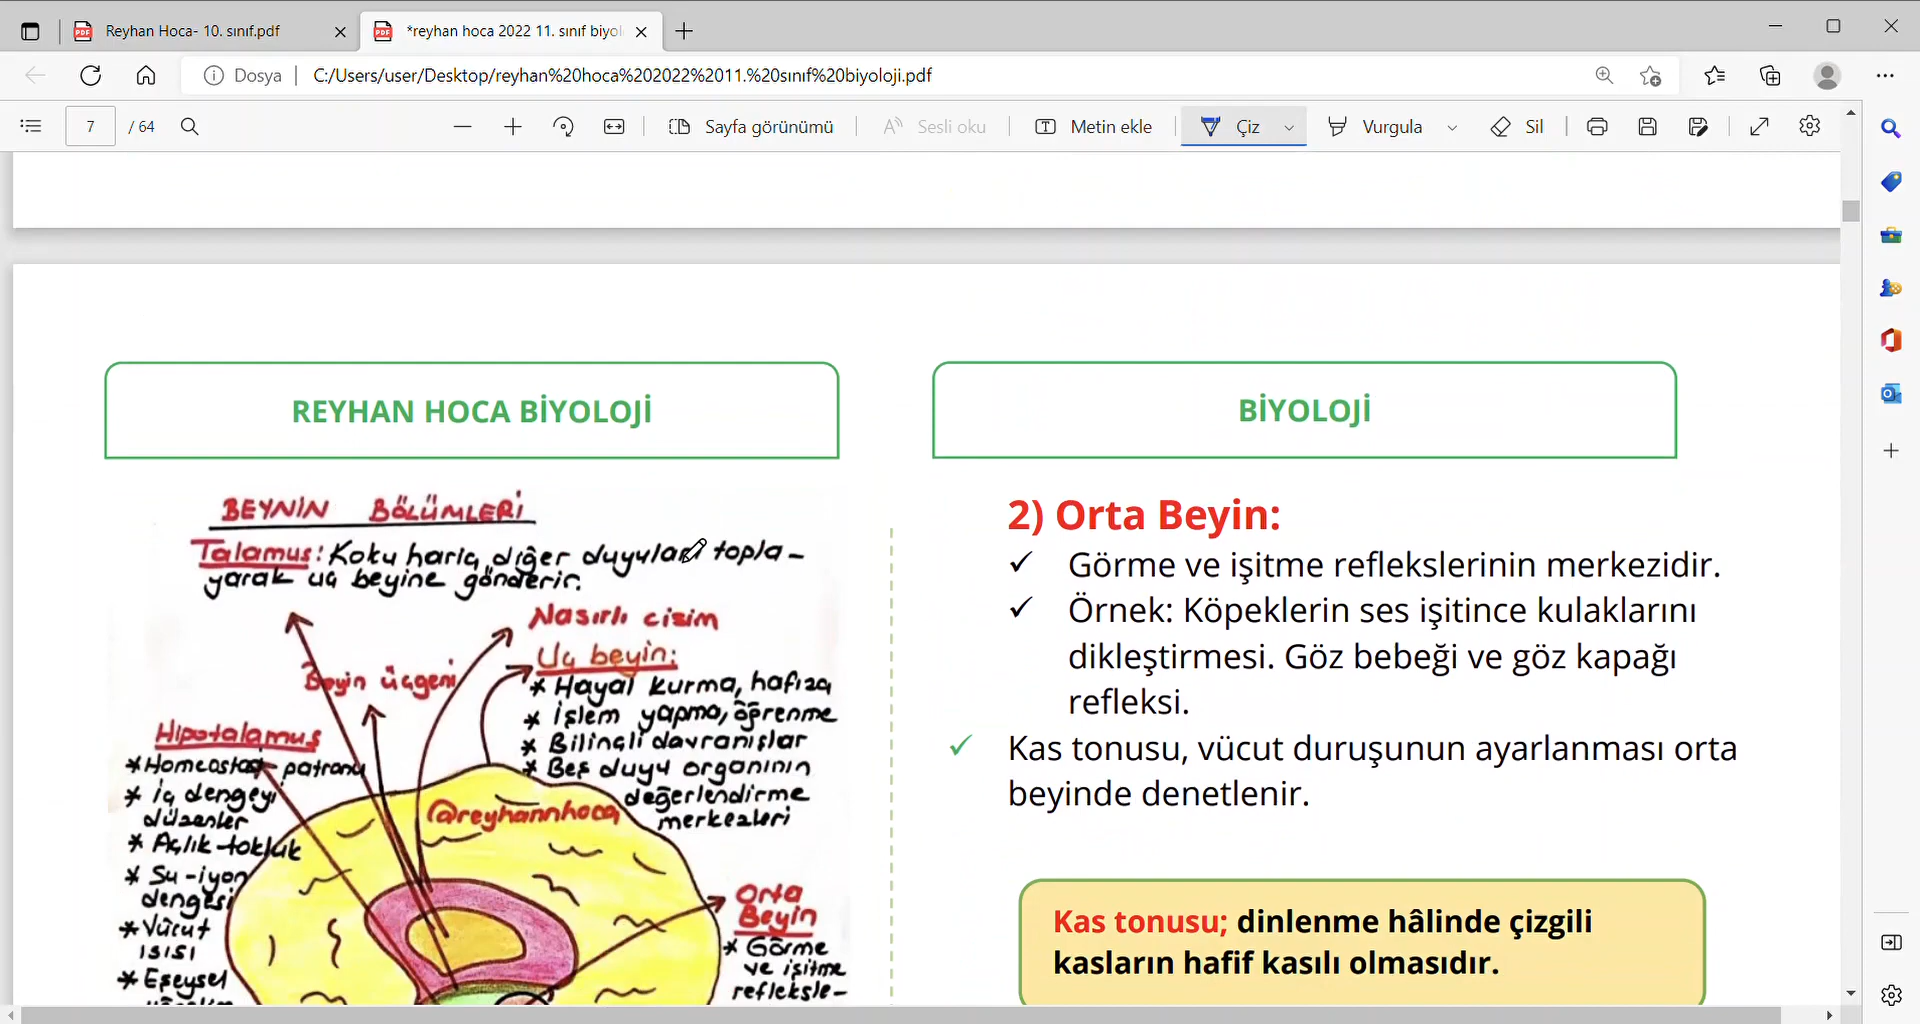 Reyhan Hoca- 10. sınıf.pdf
*reyhan hoca 2022 11. sınıf biyol
Dosya
C:/Users/user/Desktop/reyhan%20hoca%202022%2011.%20sınıf%20biyoloji.pdf
7 / 64
Sayfa görünümü
Sesli oku
Metin ekle
Çiz
Vurgula
Sil
REYHAN HOCA BİYOLOJİ
BEYNİN BÖLÜMLERİ
Talamus: Koku hariç diğer duyuları topla-
yarak uç beyine gönderir.
Nasırlı cisim
Uç beyin:
* Hayal kurma, hafıza
* İşlem yapma, öğrenme
* Bilinçli davranışlar
* Beş duyu organının
değerlendirme
merkezleri
Beyin üçgeni
Hipotalamus
* Homeostazi patronu
* İç dengeyi
düzenler
* Açlık-tokluk
* Su-iyon
dengesi
* Vücut
ısısı
* Eşeysel
@reyhannhoca
Orta
Beyin
* Görme
ve işitme
refleksle-
BİYOLOJİ
2) Orta Beyin:
✓ Görme ve işitme reflekslerinin merkezidir.
✓ Örnek: Köpeklerin ses işitince kulaklarını
dikleştirmesi. Göz bebeği ve göz kapağı
refleksi.
✓ Kas tonusu, vücut duruşunun ayarlanması orta
beyinde denetlenir.
Kas tonusu; dinlenme hâlinde çizgili
kasların hafif kasılı olmasıdır.